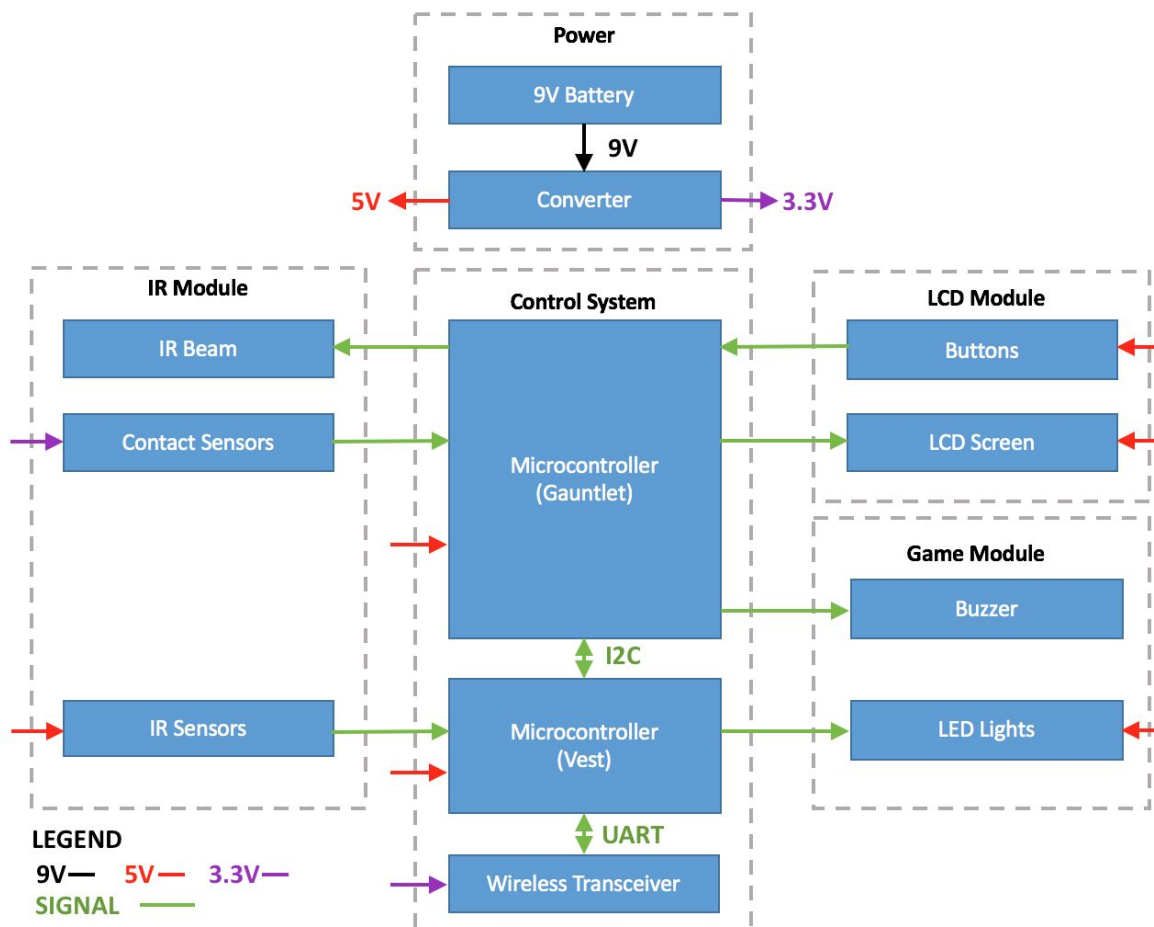 Power
9V Battery
9V
5V
Converter
3.3V
IR Module
Control System
LCD Module
IR Beam
Buttons
Contact Sensors
LCD Screen
Microcontroller
(Gauntlet)
Game Module
Buzzer
I2C
IR Sensors
Microcontroller
(Vest)
LED Lights
UART
Wireless Transceiver
LEGEND
9V 5V 3.3V
SIGNAL